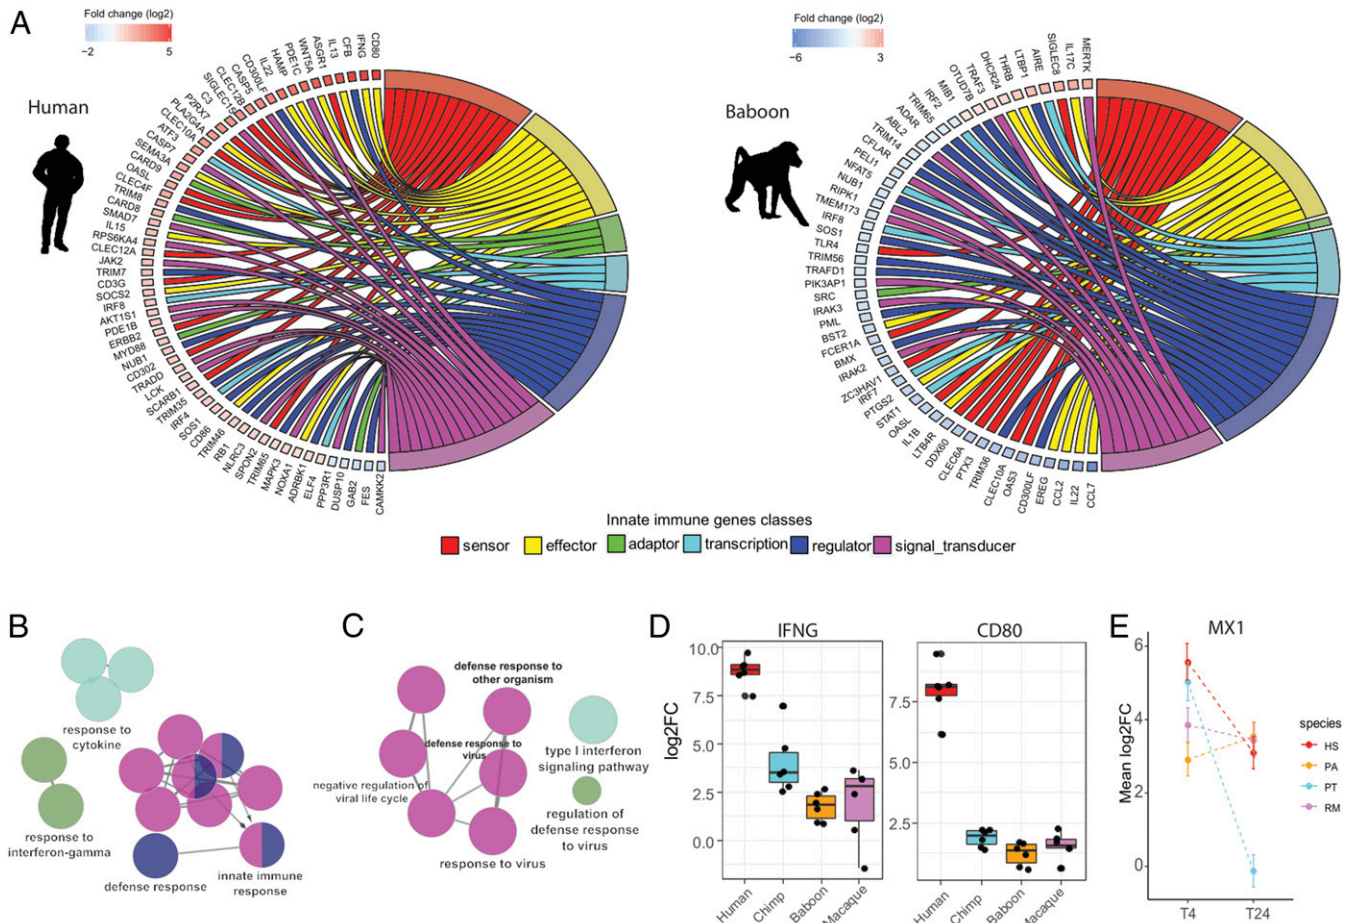 A
Fold change (log2)
−2
5
Human
CD80
IFNG
CFB
IL13
ASGR1
WNT5A
PDE1C
HAMP
IL22
CD300LF
CASP5
CLEC12B
SIGLEC15
C3
P2RX7
PLA2G4A
CLEC10A
ATF3
CASP7
SEMA3A
CARD9
OASL
CLEC4F
TRIM8
CARD8
SMAD7
IL15
RPS6KA4
CLEC12A
JAK2
TRIM7
CD3G
SOCS2
IRF8
AKT1S1
PDE1B
ERBB2
MYD88
NUB1
CD302
TRADD
LCK
SCARB1
TRIM35
IRF4
SOS1
CD86
TRIM46
RB1
NLRC3
SPON2
TRIM65
MAPK3
NOXA1
ADRBK1
ELF4
PPP3R1
DUSP10
GAB2
FES
CAMKK2
Fold change (log2)
−6
3
Baboon
MERTK
IL17C
SIGLEC8
AIRE
LTBP1
THRB
DHCR24
TRAF3
OTUD7B
MIB1
IRF2
TRIM65
ADAR
ABL2
TRIM14
CFLAR
PELI1
NFAT5
NUB1
RIPK1
TMEM173
IRF8
SOS1
TLR4
TRIM56
TRAFD1
PIK3AP1
SRC
IRAK3
PML
BST2
FCER1A
BMX
IRAK2
ZC3HAV1
IRF7
PTGS2
STAT1
OASL
IL1B
LTB4R
DDX60
CLEC6A
PTX3
TRIM36
CLEC10A
OAS3
CD300LF
EREG
CCL2
IL22
CCL7
Innate immune genes classes
sensor effector adaptor transcription regulator signal_transducer
B
response to
cytokine
response to
interferon-gamma
defense response
innate immune
response
C
defense response to
other organism
defense response to
virus
negative regulation of
viral life cycle
response to virus
type I interferon
signaling pathway
regulation of
defense response
to virus
D
IFNG
log2FC
10.0
7.5
5.0
2.5
0.0
Human
Chimp
Baboon
Macaque
CD80
7.5
5.0
2.5
Human
Chimp
Baboon
Macaque
E
MX1
Mean log2FC
6
4
2
0
T4
T24
species
HS
PA
PT
RM